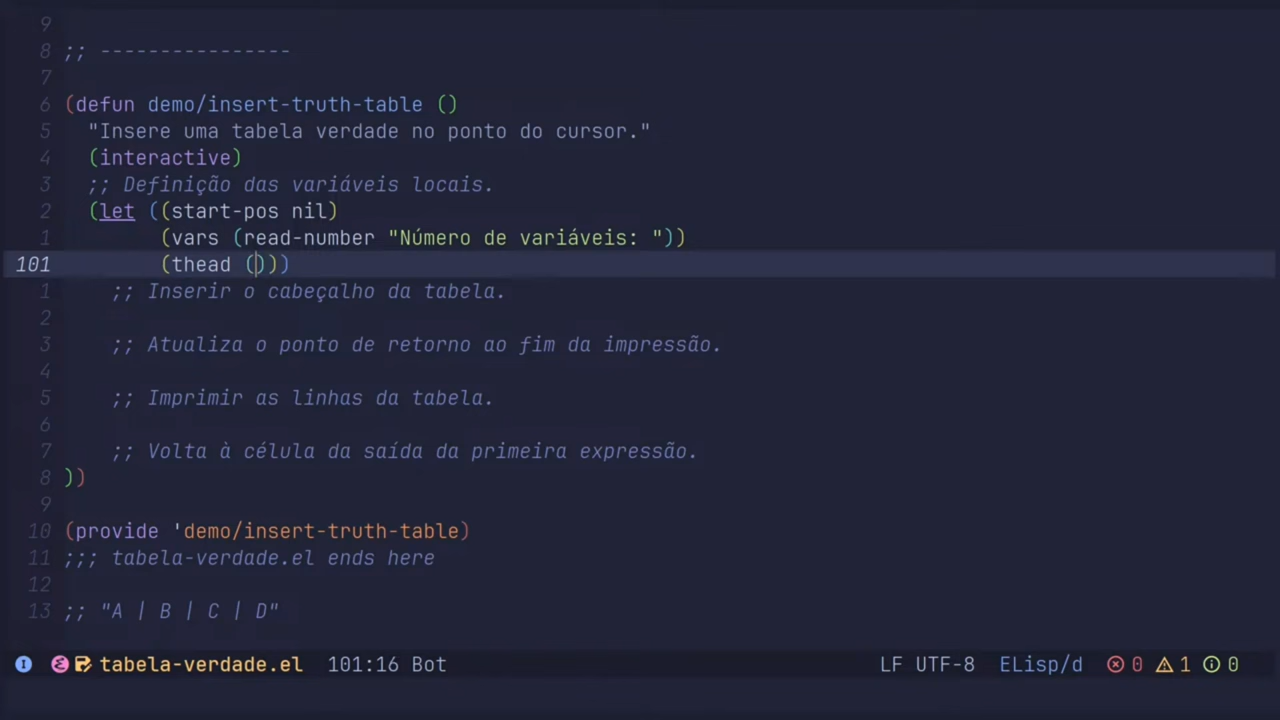 9
8 ;; ----------------
7
6 (defun demo/insert-truth-table ()
5 "Insere uma tabela verdade no ponto do cursor."
4 (interactive)
3 ;; Definição das variáveis locais.
2 (let ((start-pos nil)
1 (vars (read-number "Número de variáveis: "))
101 (thead ()))
1 ;; Inserir o cabeçalho da tabela.
2
3 ;; Atualiza o ponto de retorno ao fim da impressão.
4
5 ;; Imprimir as linhas da tabela.
6
7 ;; Volta à célula da saída da primeira expressão.
8 ))
9
10 (provide 'demo/insert-truth-table)
11 ;;; tabela-verdade.el ends here
12
13 ;; "A | B | C | D"
I tabela-verdade.el 101:16 Bot LF UTF-8 ELisp/d 0 1 0